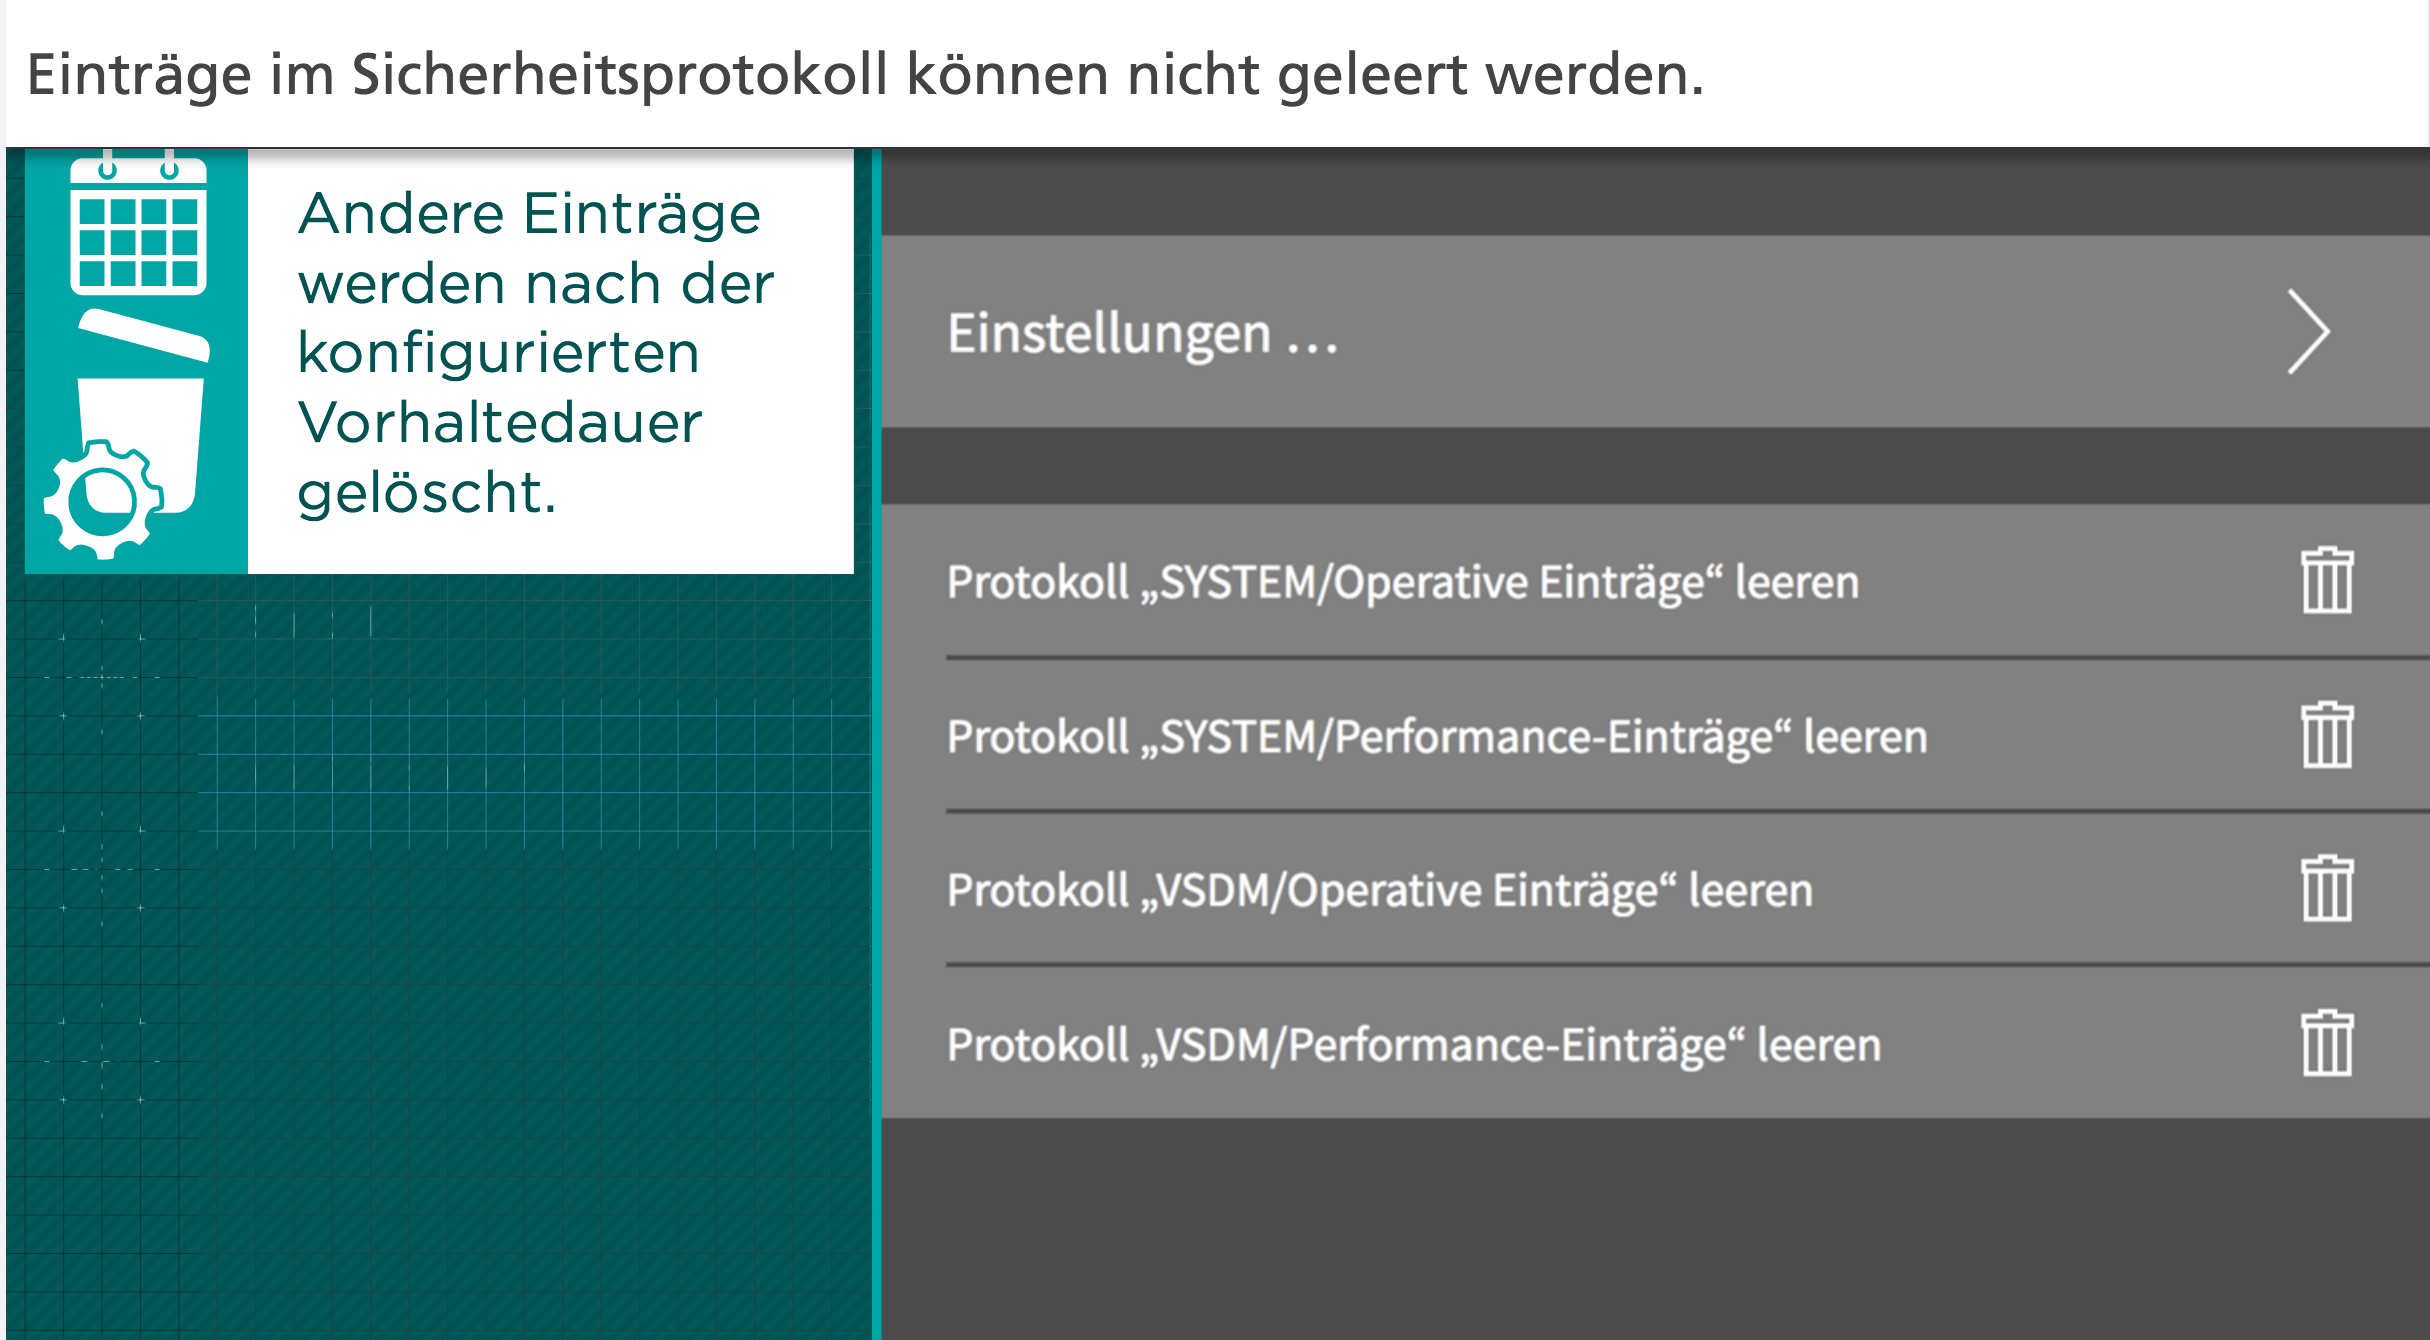 Einträge im Sicherheitsprotokoll können nicht geleert werden.
Andere Einträge
werden nach der
konfigurierten
Vorhaltedauer
gelöscht.
Einstellungen …
Protokoll „SYSTEM/Operative Einträge“ leeren
Protokoll „SYSTEM/Performance-Einträge“ leeren
Protokoll „VSDM/Operative Einträge“ leeren
Protokoll „VSDM/Performance-Einträge“ leeren